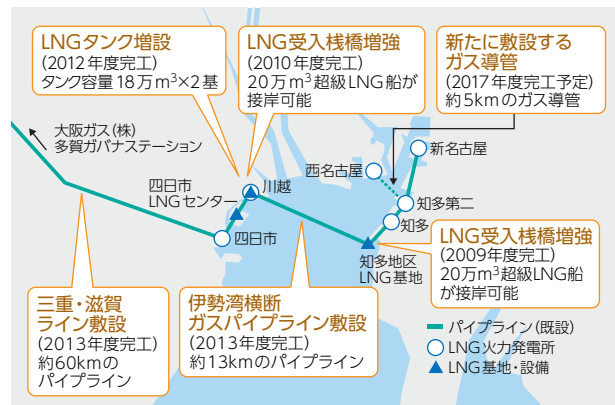 LNGタンク増設
(2012年度完工)
タンク容量18万m³×2基
LNG受入桟橋増強
(2010年度完工)
20万m³超級LNG船が
接岸可能
新たに敷設する
ガス導管
(2017年度完工予定)
約5kmのガス導管
大阪ガス(株)
多賀ガバナステーション
四日市
LNGセンター
川越
四日市
西名古屋
新名古屋
知多第二
知多
知多地区
LNG基地
LNG受入桟橋増強
(2009年度完工)
20万m³超級LNG船
が接岸可能
三重・滋賀
ライン敷設
(2013年度完工)
約60kmの
パイプライン
伊勢湾横断
ガスパイプライン敷設
(2013年度完工)
約13kmのパイプライン
パイプライン(既設)
LNG火力発電所
LNG基地・設備